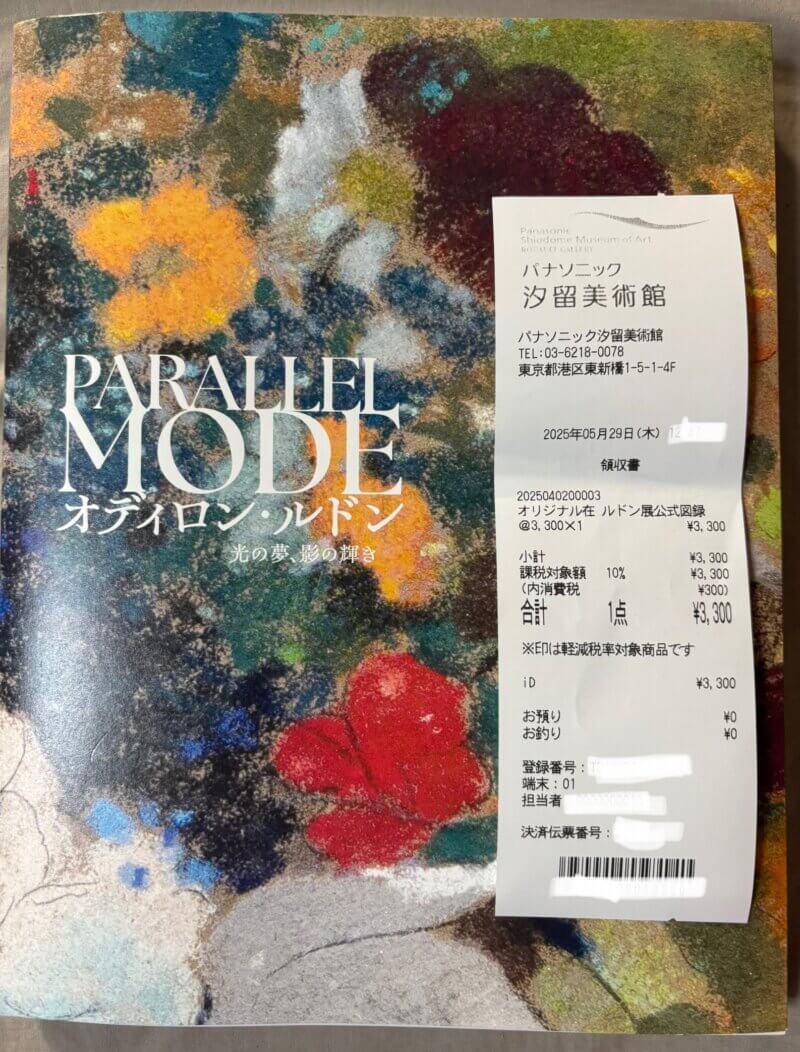 PARALLEL
MODE
オディロン・ルドン
光の夢、影の輝き
Panasonic
Shiodome Museum of Art
ROUAULT GALLERY
パナソニック
汐留美術館
パナソニック汐留美術館
TEL:03-6218-0078
東京都港区東新橋1-5-1-4F
2025年05月29日(木)
領収書
2025040200003
オリジナル在 ルドン展公式図録
@3,300×1 ¥3,300
小計 ¥3,300
課税対象額 10% ¥3,300
(内消費税 ¥300)
合計 1点 ¥3,300
※印は軽減税率対象商品です
iD ¥3,300
お預り ¥0
お釣り ¥0
登録番号:
端末:01
担当者
決済伝票番号: